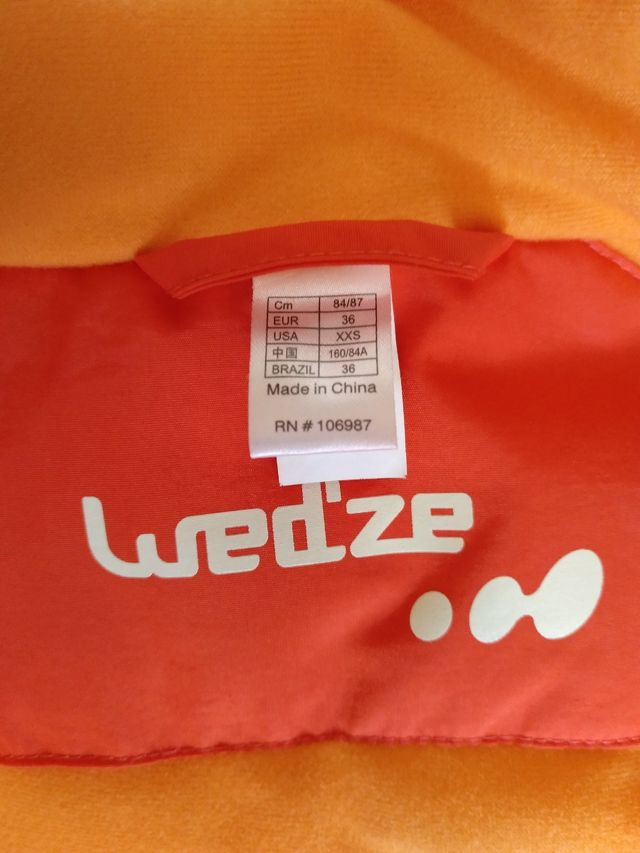 Cm 84/87
EUR 36
USA XXS
中国 160/84A
BRAZIL 36
Made in China
RN # 106987
wed'ze